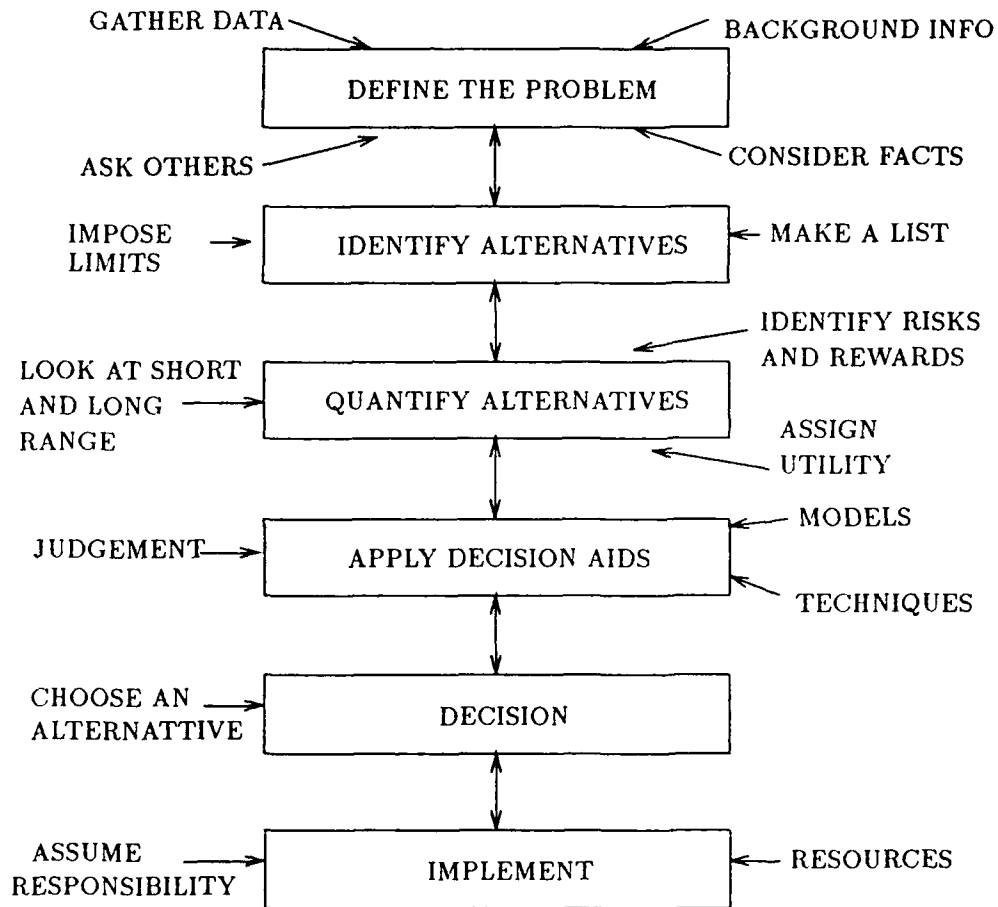 GATHER DATA
BACKGROUND INFO
DEFINE THE PROBLEM
ASK OTHERS
CONSIDER FACTS
IMPOSE
LIMITS
IDENTIFY ALTERNATIVES
MAKE A LIST
IDENTIFY RISKS
AND REWARDS
LOOK AT SHORT
AND LONG
RANGE
QUANTIFY ALTERNATIVES
ASSIGN
UTILITY
MODELS
JUDGEMENT
APPLY DECISION AIDS
TECHNIQUES
CHOOSE AN
ALTERNATTIVE
DECISION
ASSUME
RESPONSIBILITY
IMPLEMENT
RESOURCES